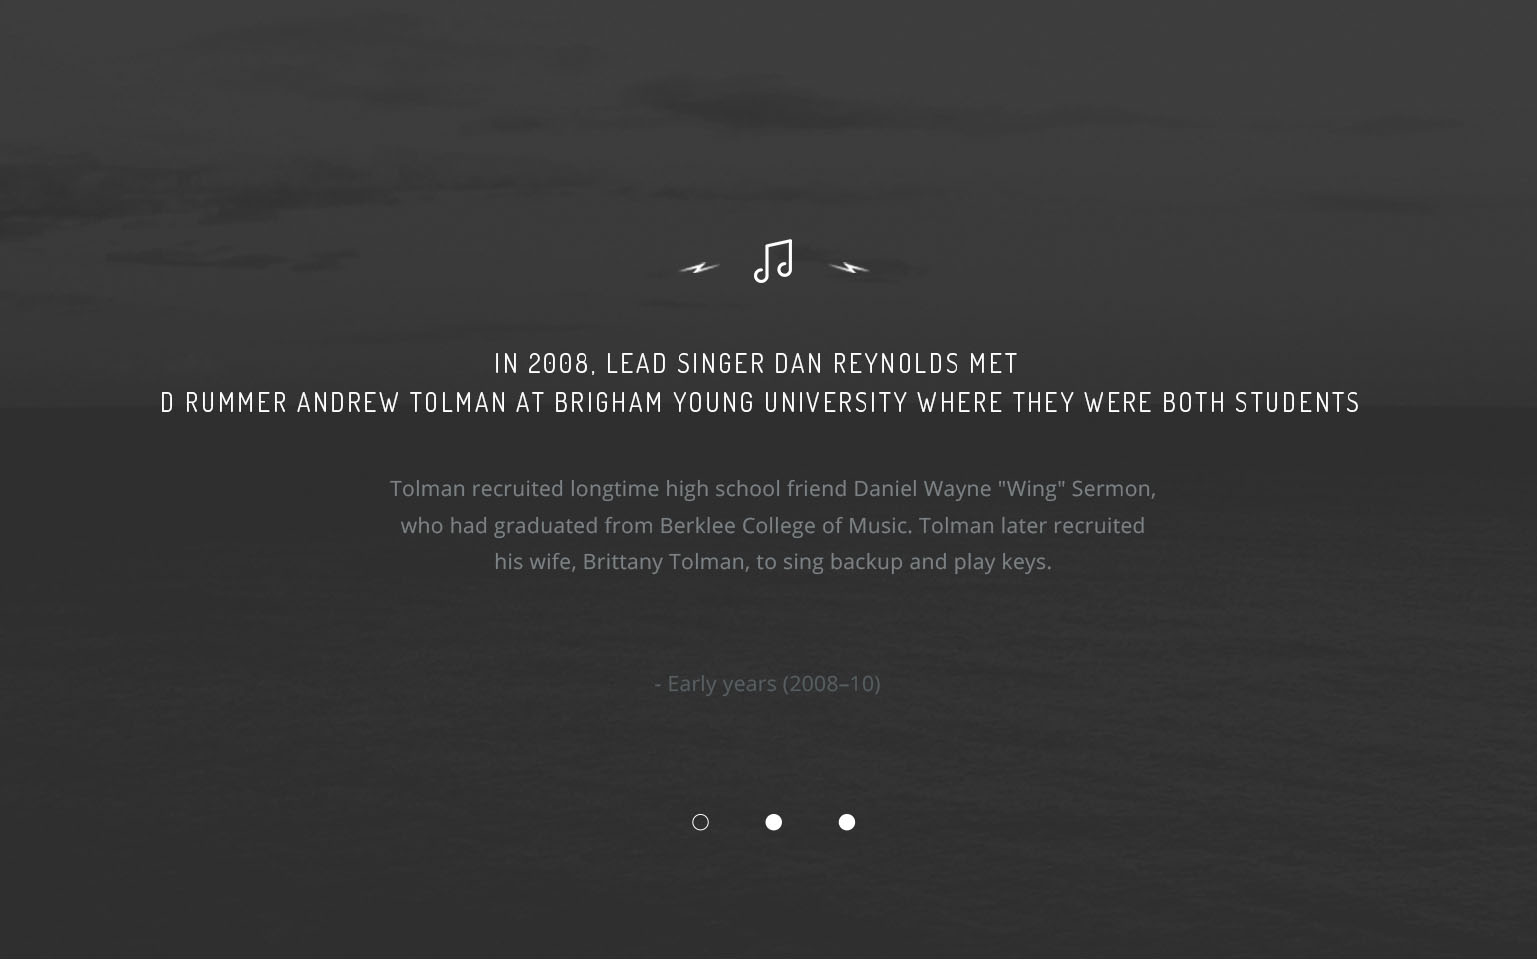 IN 2008, LEAD SINGER DAN REYNOLDS MET
D RUMMER ANDREW TOLMAN AT BRIGHAM YOUNG UNIVERSITY WHERE THEY WERE BOTH STUDENTS
Tolman recruited longtime high school friend Daniel Wayne "Wing" Sermon,
who had graduated from Berklee College of Music. Tolman later recruited
his wife, Brittany Tolman, to sing backup and play keys.
- Early years (2008–10)